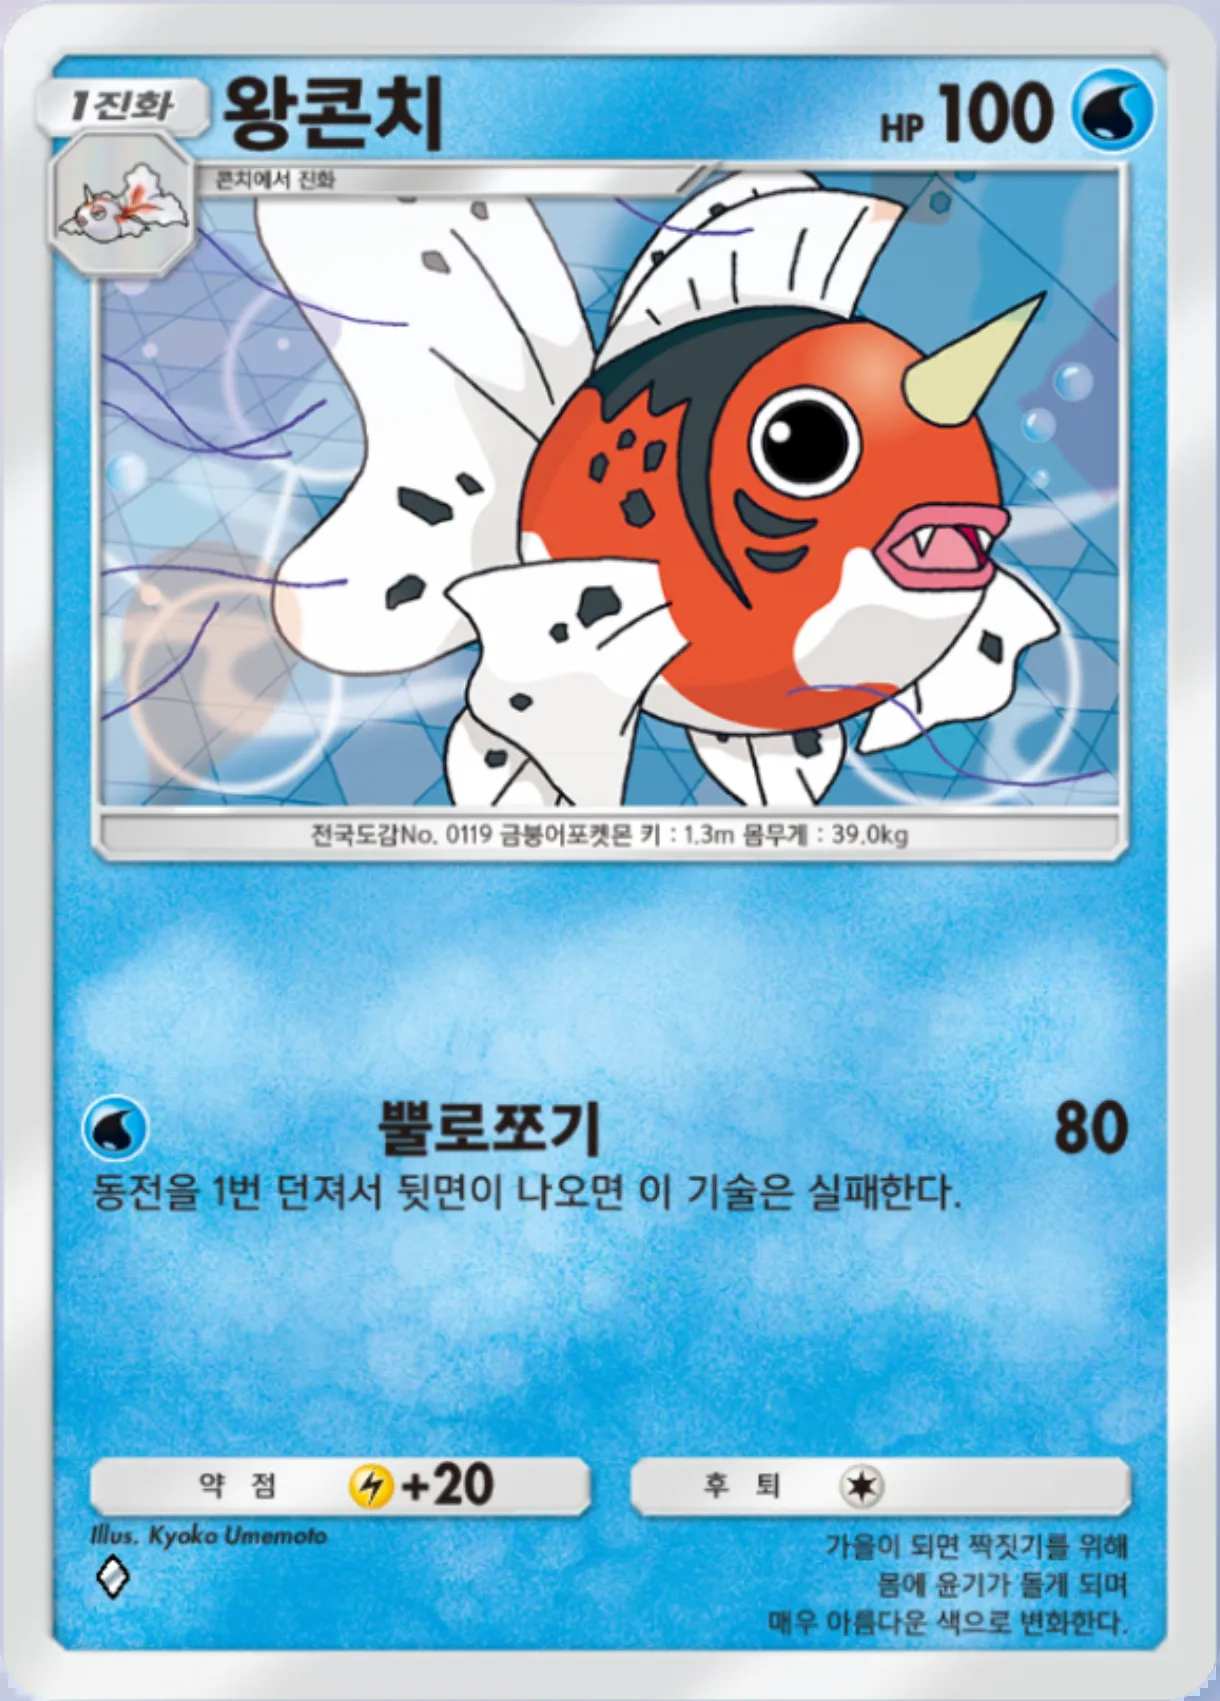 1진화
왕콘치
HP 100
콘치에서 진화
전국도감No. 0119 금붕어포켓몬 키 : 1.3m 몸무게 : 39.0kg
뿔로쪼기 80
동전을 1번 던져서 뒷면이 나오면 이 기술은 실패한다.
약점 +20
후퇴
Illus. Kyoko Umemoto
가을이 되면 짝짓기를 위해
몸에 윤기가 돌게 되며
매우 아름다운 색으로 변화한다.